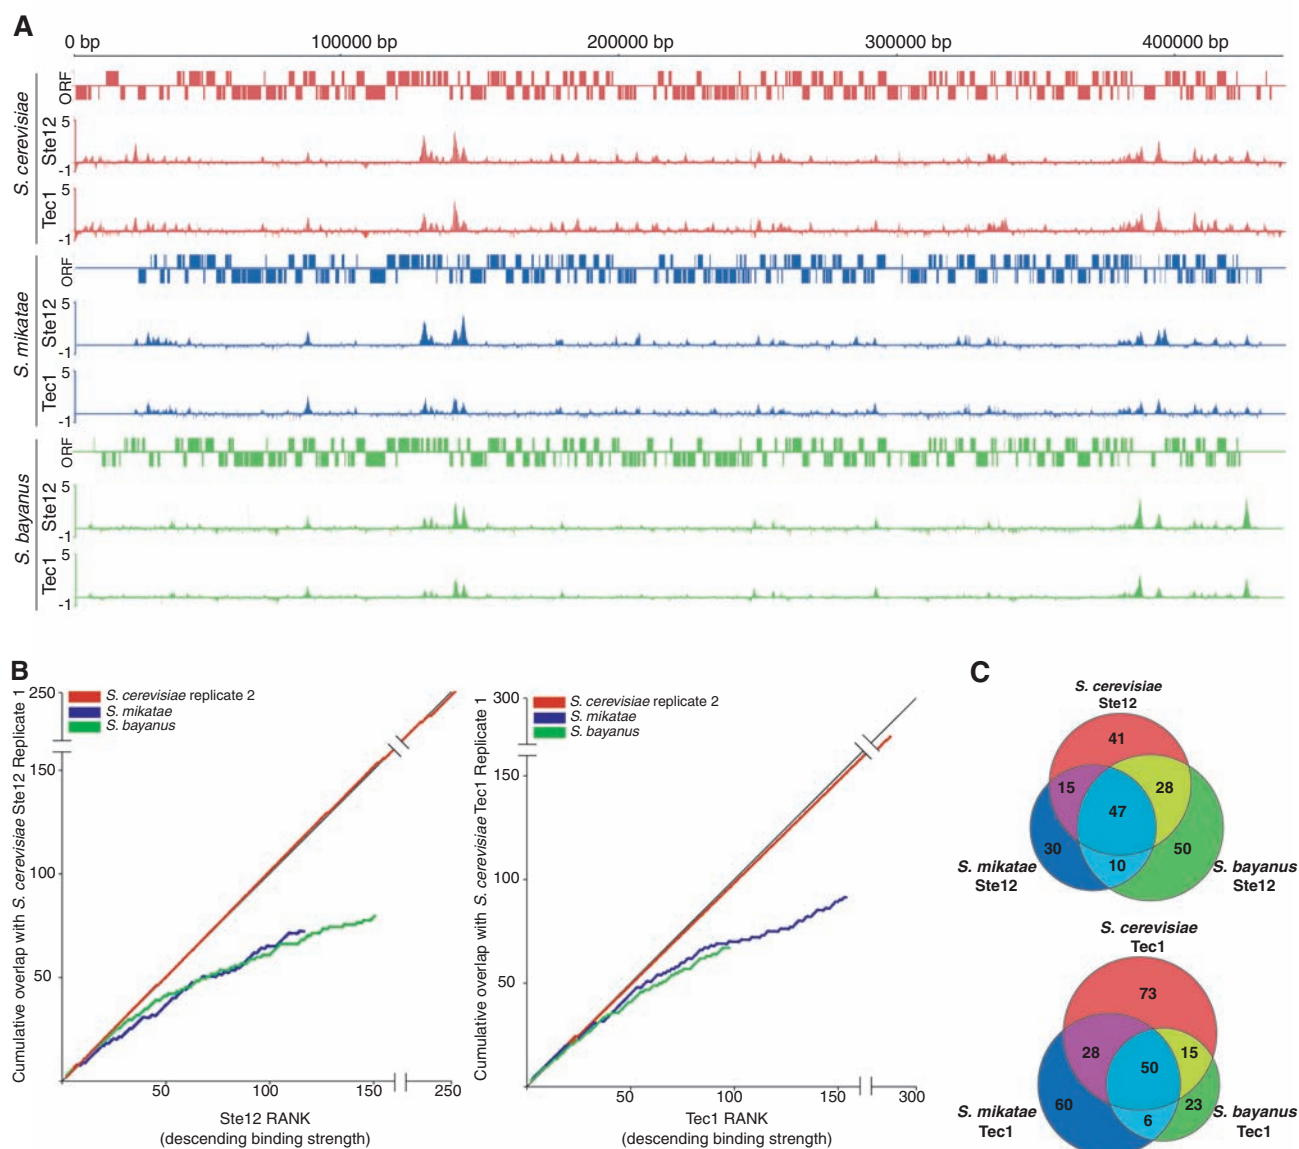 A
0 bp 100000 bp 200000 bp 300000 bp 400000 bp
S. cerevisiae
ORF
5
Ste12
-1
5
Tec1
-1
S. mikatae
ORF
5
Ste12
-1
5
Tec1
-1
S. bayanus
ORF
5
Ste12
-1
5
Tec1
-1
B
Cumulative overlap with S. cerevisiae Ste12 Replicate 1
250
150
100
50
S. cerevisiae replicate 2
S. mikatae
S. bayanus
50 100 150 250
Ste12 RANK
(descending binding strength)
Cumulative overlap with S. cerevisiae Tec1 Replicate 1
300
150
100
50
S. cerevisiae replicate 2
S. mikatae
S. bayanus
50 100 150 300
Tec1 RANK
(descending binding strength)
C
S. cerevisiae
Ste12
41
15
28
47
30
50
10
S. mikatae
Ste12
S. bayanus
Ste12
S. cerevisiae
Tec1
73
28
15
50
60
23
6
S. mikatae
Tec1
S. bayanus
Tec1